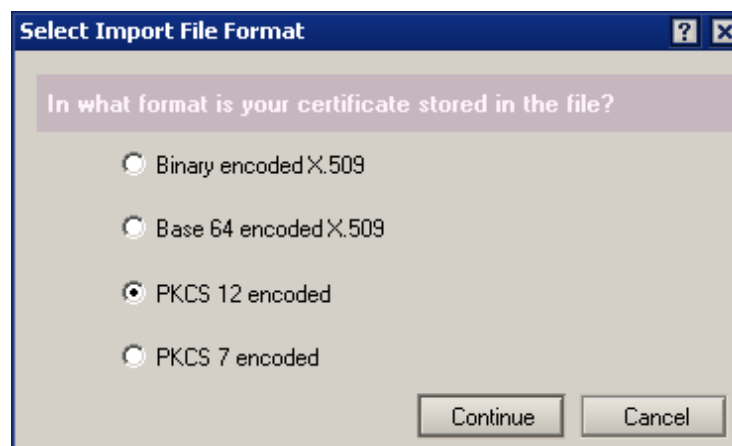 Select Import File Format
In what format is your certificate stored in the file?
Binary encoded X.509
Base 64 encoded X.509
PKCS 12 encoded
PKCS 7 encoded
Continue Cancel